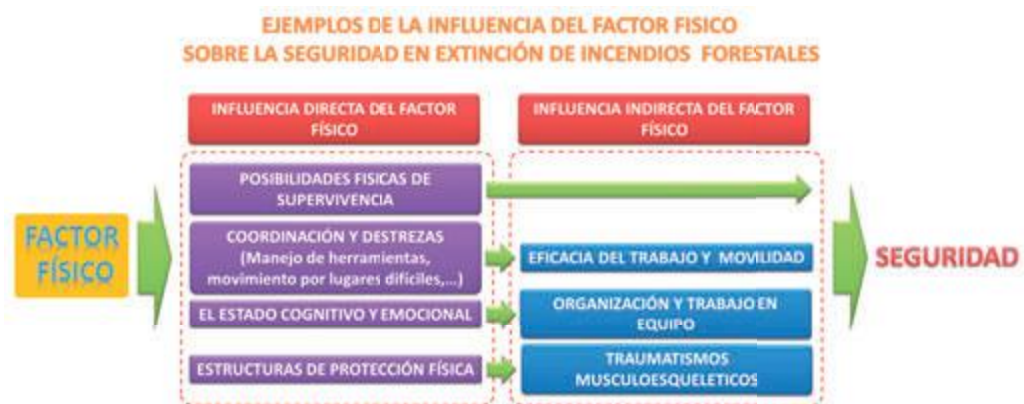 EJEMPLOS DE LA INFLUENCIA DEL FACTOR FISICO
SOBRE LA SEGURIDAD EN EXTINCIÓN DE INCENDIOS FORESTALES
INFLUENCIA DIRECTA DEL FACTOR
FÍSICO
INFLUENCIA INDIRECTA DEL FACTOR
FÍSICO
FACTOR
FÍSICO
POSIBILIDADES FISICAS DE
SUPERVIVENCIA
COORDINACIÓN Y DESTREZAS
(Manejo de herramientas,
movimiento por lugares difíciles,...)
EFICACIA DEL TRABAJO Y MOVILIDAD
EL ESTADO COGNITIVO Y EMOCIONAL
ORGANIZACIÓN Y TRABAJO EN
EQUIPO
ESTRUCTURAS DE PROTECCIÓN FÍSICA
TRAUMATISMOS
MUSCULOESQUELETICOS
SEGURIDAD